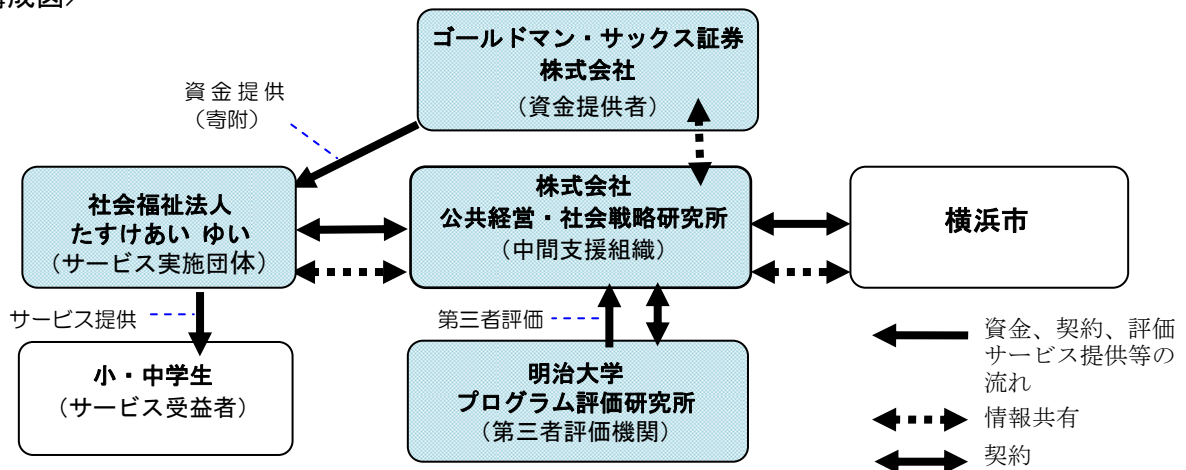 成図〉
ゴールドマン・サックス証券
株式会社
（資金提供者）
資金提供
（寄附）
社会福祉法人
たすけあい ゆい
（サービス実施団体）
株式会社
公共経営・社会戦略研究所
（中間支援組織）
横浜市
サービス提供
第三者評価
小・中学生
（サービス受益者）
明治大学
プログラム評価研究所
（第三者評価機関）
資金、契約、評価
サービス提供等の
流れ
情報共有
契約